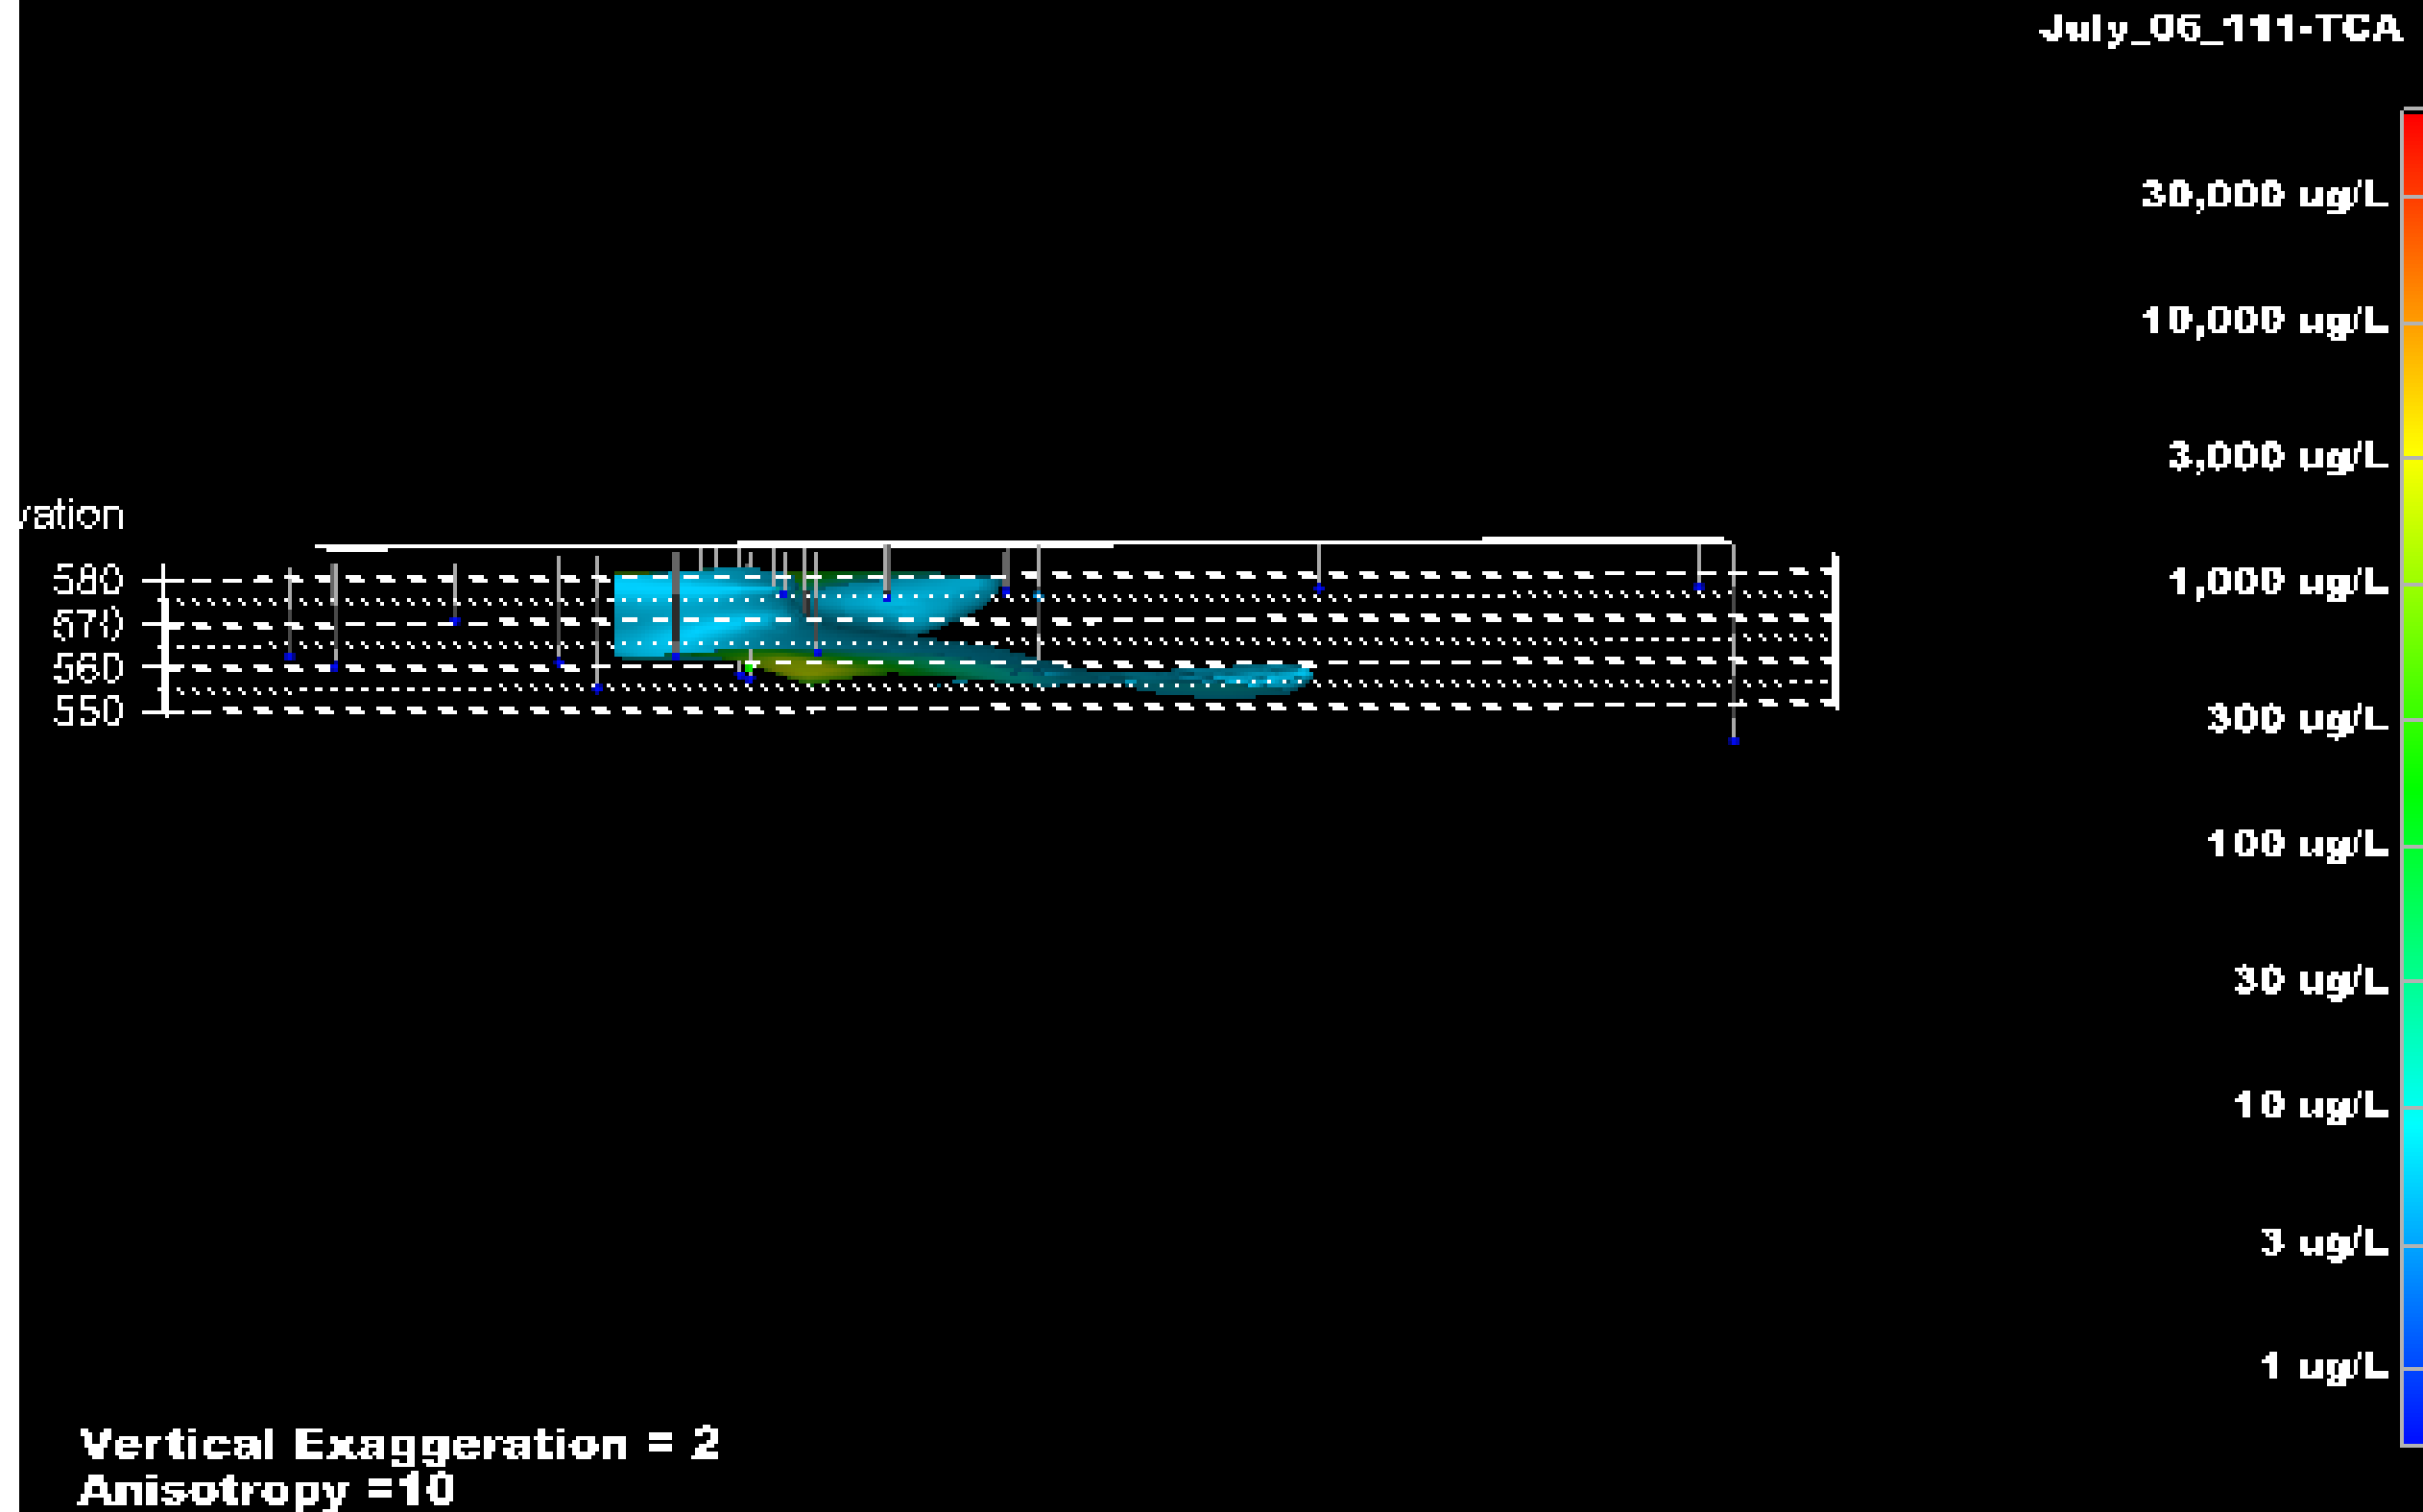 July_06_111-TCA
30,000 ug/L
10,000 ug/L
3,000 ug/L
1,000 ug/L
300 ug/L
100 ug/L
30 ug/L
10 ug/L
3 ug/L
1 ug/L
vation
580
570
560
550
Vertical Exaggeration = 2
Anisotropy =10